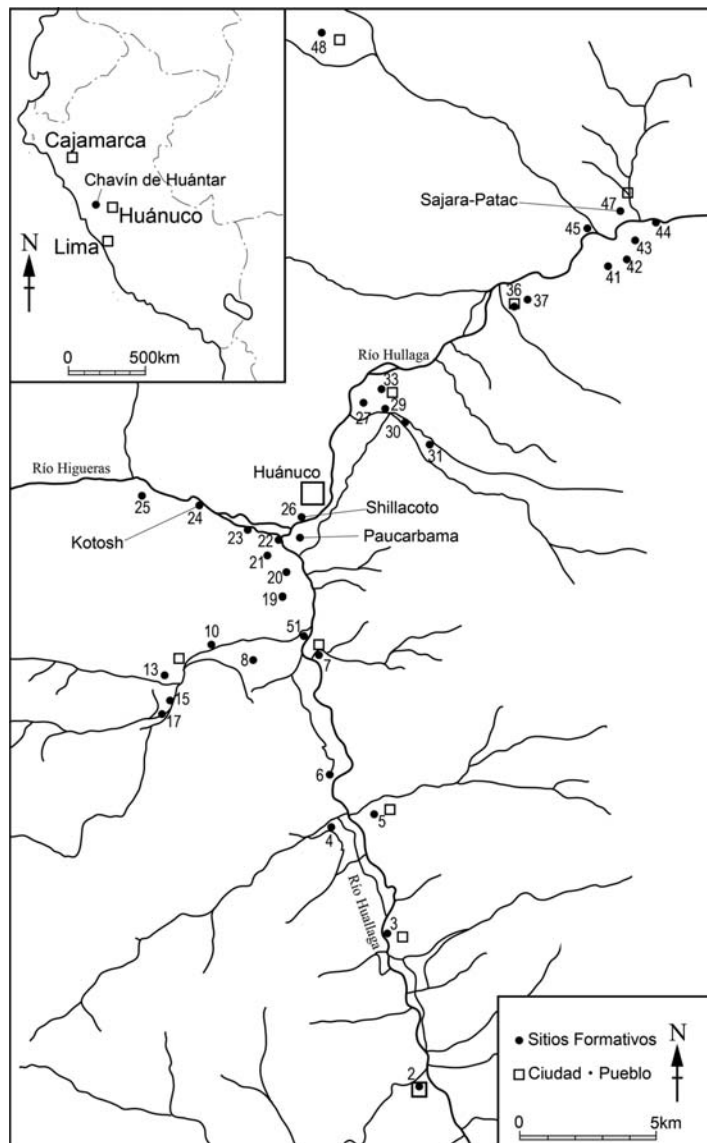 48
Cajamarca
Chavín de Huántar
Huánuco
Lima
N
0 500km
Sajara-Patac
47
45
44
43
42
41
36
37
Río Hullaga
33
27
29
30
31
Río Higueras
Huánuco
25
24
26
Shillacoto
Kotosh
23
22
Paucarbama
21
20
19
51
10
8
7
13
15
17
6
5
4
Río Huallaga
3
2
Sitios Formativos
N
Ciudad・Pueblo
0 5km